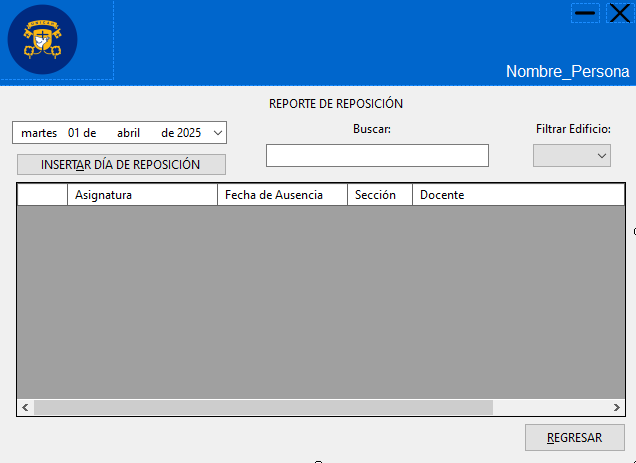 UNICAH
Nombre_Persona
REPORTE DE REPOSICIÓN
martes 01 de abril de 2025
Buscar:
Filtrar Edificio:
INSERTAR DÍA DE REPOSICIÓN
Asignatura Fecha de Ausencia Sección Docente
REGRESAR